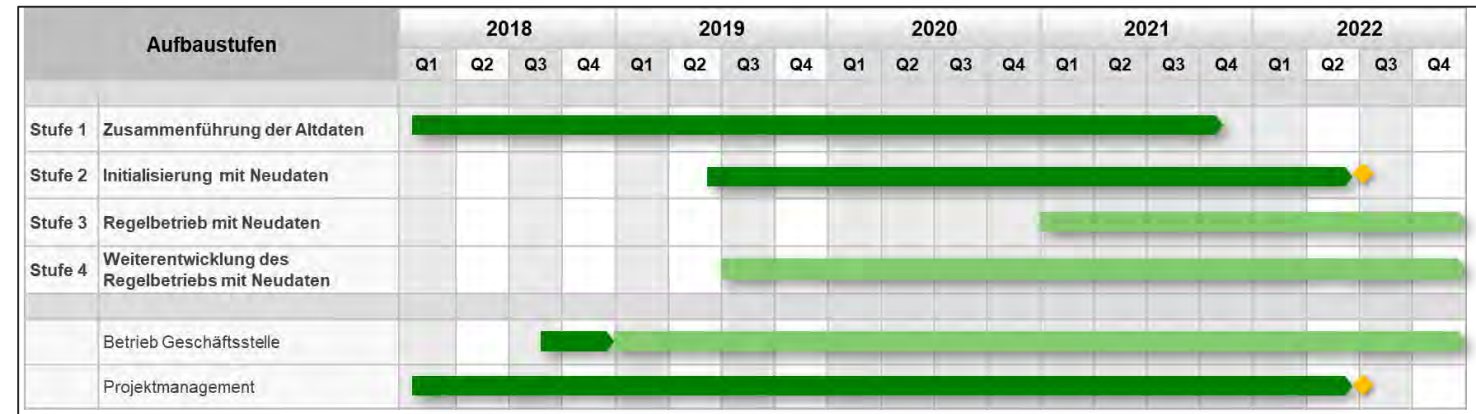 Aufbaustufen
2018 2019 2020 2021 2022
Q1 Q2 Q3 Q4 Q1 Q2 Q3 Q4 Q1 Q2 Q3 Q4 Q1 Q2 Q3 Q4 Q1 Q2 Q3 Q4
Stufe 1 Zusammenführung der Altdaten
Stufe 2 Initialisierung mit Neudaten
Stufe 3 Regelbetrieb mit Neudaten
Stufe 4 Weiterentwicklung des
Regelbetriebs mit Neudaten
Betrieb Geschäftsstelle
Projektmanagement